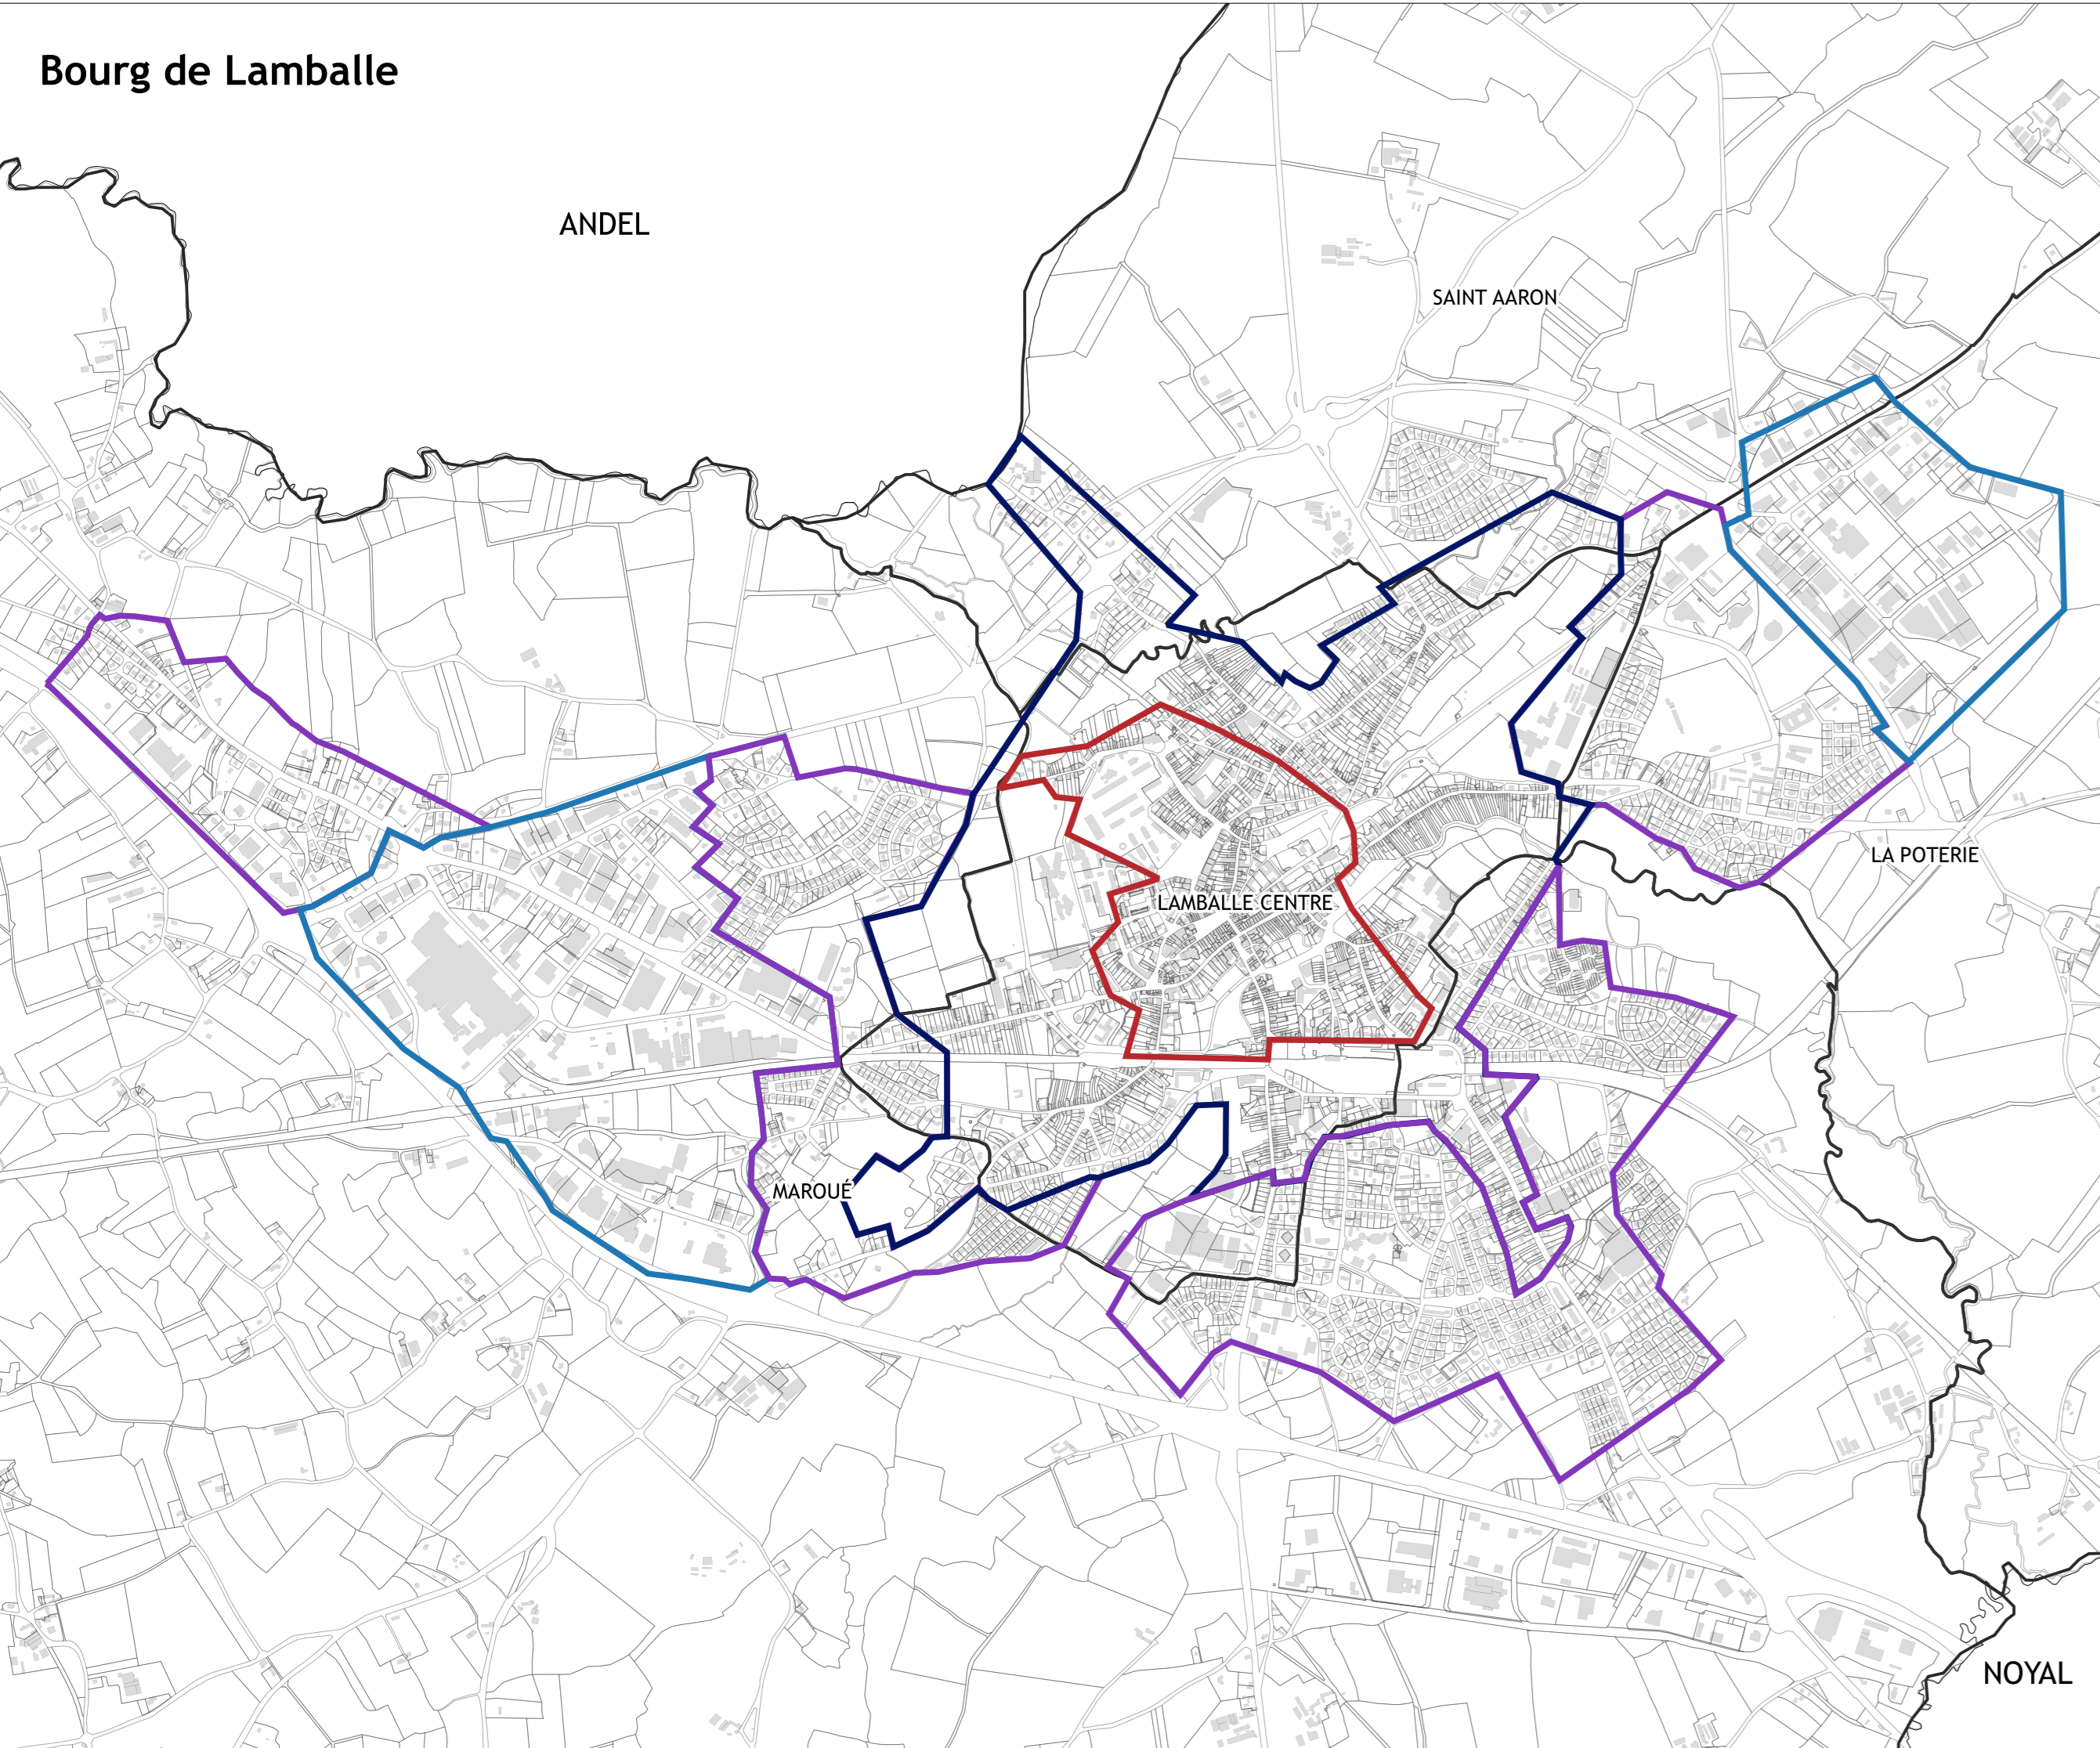 Bourg de Lamballe
ANDEL
SAINT AARON
LA POTERIE
LAMBALLE CENTRE
MAROUÉ
NOYAL